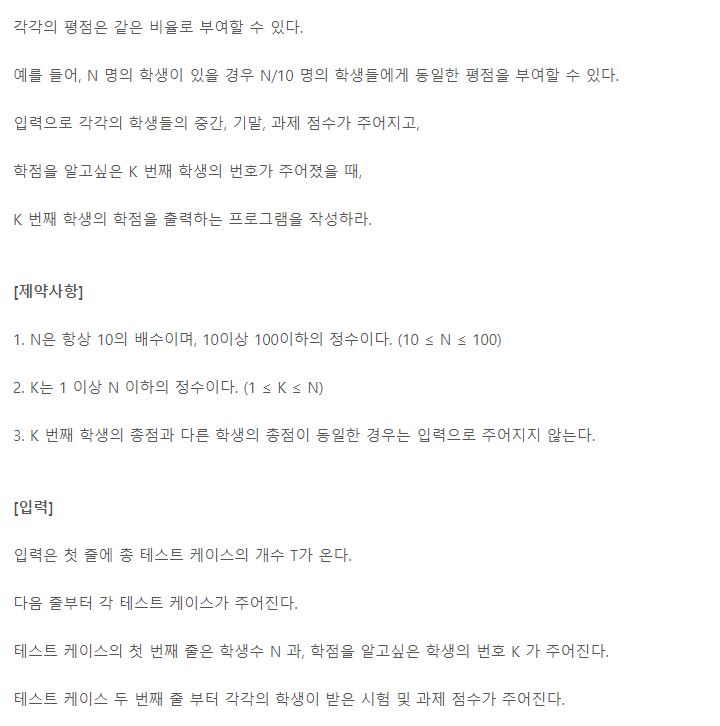 각각의 평점은 같은 비율로 부여할 수 있다.
예를 들어, N 명의 학생이 있을 경우 N/10 명의 학생들에게 동일한 평점을 부여할 수 있다.
입력으로 각각의 학생들의 중간, 기말, 과제 점수가 주어지고,
학점을 알고싶은 K 번째 학생의 번호가 주어졌을 때,
K 번째 학생의 학점을 출력하는 프로그램을 작성하라.
[제약사항]
1. N은 항상 10의 배수이며, 10이상 100이하의 정수이다. (10 ≤ N ≤ 100)
2. K는 1 이상 N 이하의 정수이다. (1 ≤ K ≤ N)
3. K 번째 학생의 총점과 다른 학생의 총점이 동일한 경우는 입력으로 주어지지 않는다.
[입력]
입력은 첫 줄에 총 테스트 케이스의 개수 T가 온다.
다음 줄부터 각 테스트 케이스가 주어진다.
테스트 케이스의 첫 번째 줄은 학생수 N 과, 학점을 알고싶은 학생의 번호 K 가 주어진다.
테스트 케이스 두 번째 줄 부터 각각의 학생이 받은 시험 및 과제 점수가 주어진다.